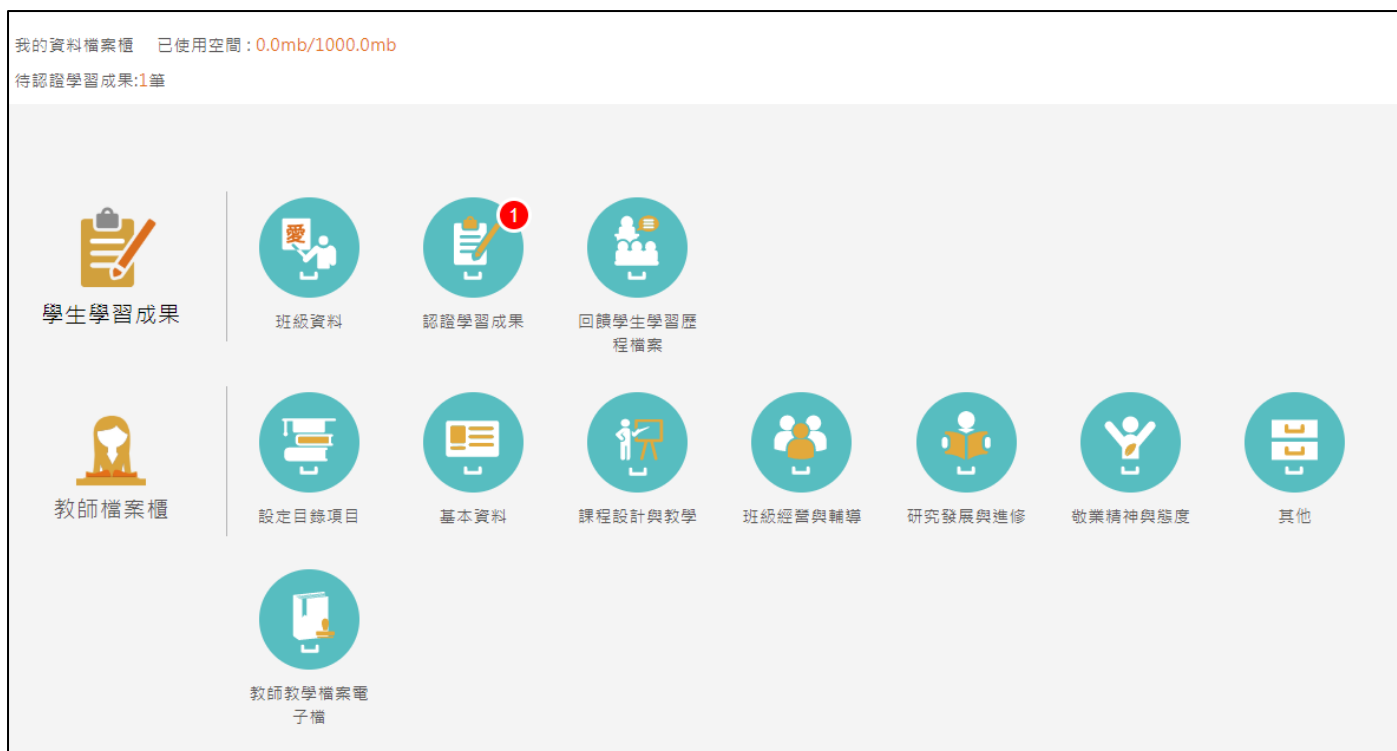 我的資料檔案櫃 已使用空間 : 0.0mb/1000.0mb
待認證學習成果:1筆
愛
1
學生學習成果
班級資料
認證學習成果
回饋學生學習歷
程檔案
教師檔案櫃
設定目錄項目
基本資料
課程設計與教學
班級經營與輔導
研究發展與進修
敬業精神與態度
其他
教師教學檔案電
子檔